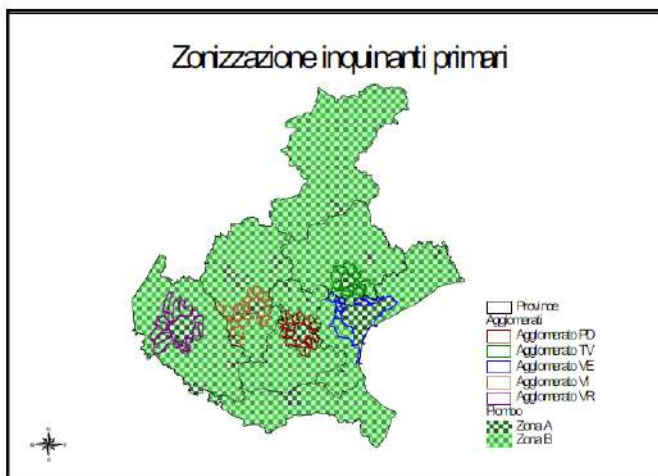 Zonizzazione inquinanti primari
Province
Agglomerati
Agglomerato PD
Agglomerato TV
Agglomerato VE
Agglomerato VI
Agglomerato VR
Piombo
Zona A
Zona B